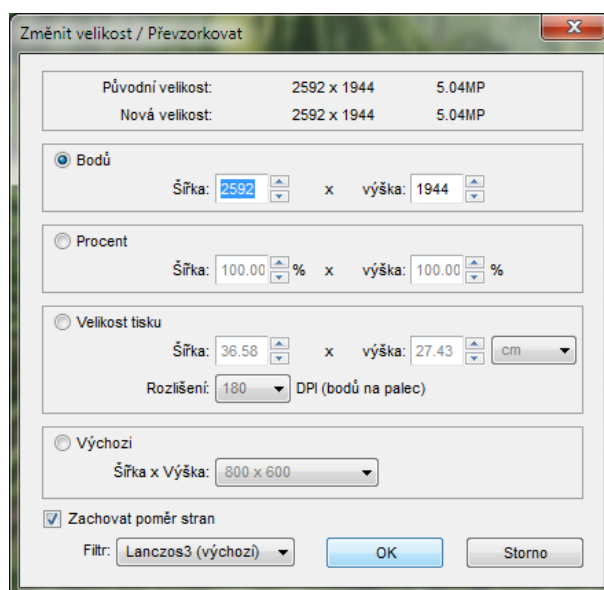 Změnit velikost / Převzorkovat
Původní velikost: 2592 x 1944 5.04MP
Nová velikost: 2592 x 1944 5.04MP
Bodů
Šířka: 2592 x výška: 1944
Procent
Šířka: 100.00 % x výška: 100.00 %
Velikost tisku
Šířka: 36.58 x výška: 27.43 cm
Rozlišení: 180 DPI (bodů na palec)
Výchozi
Šířka x Výška: 800 x 600
Zachovat poměr stran
Filtr: Lanczos3 (výchozí) OK Storno